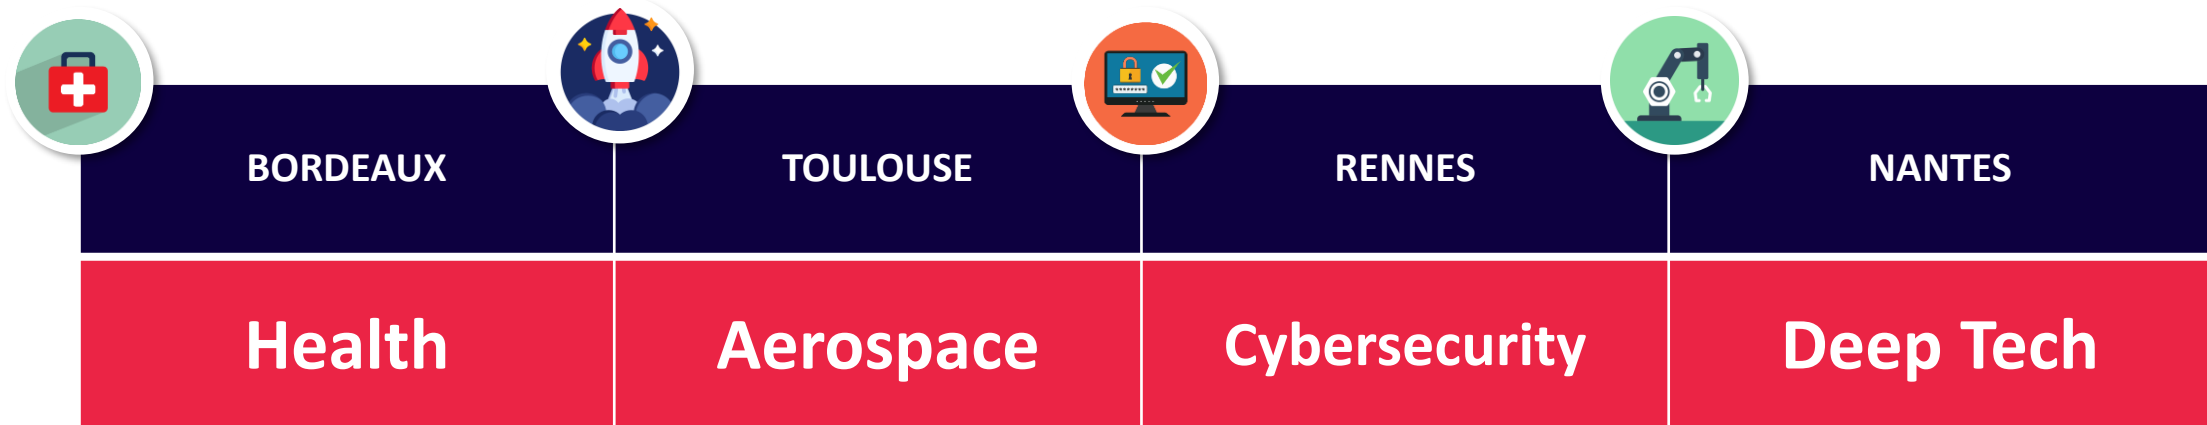 BORDEAUX TOULOUSE RENNES NANTES
Health Aerospace Cybersecurity Deep Tech